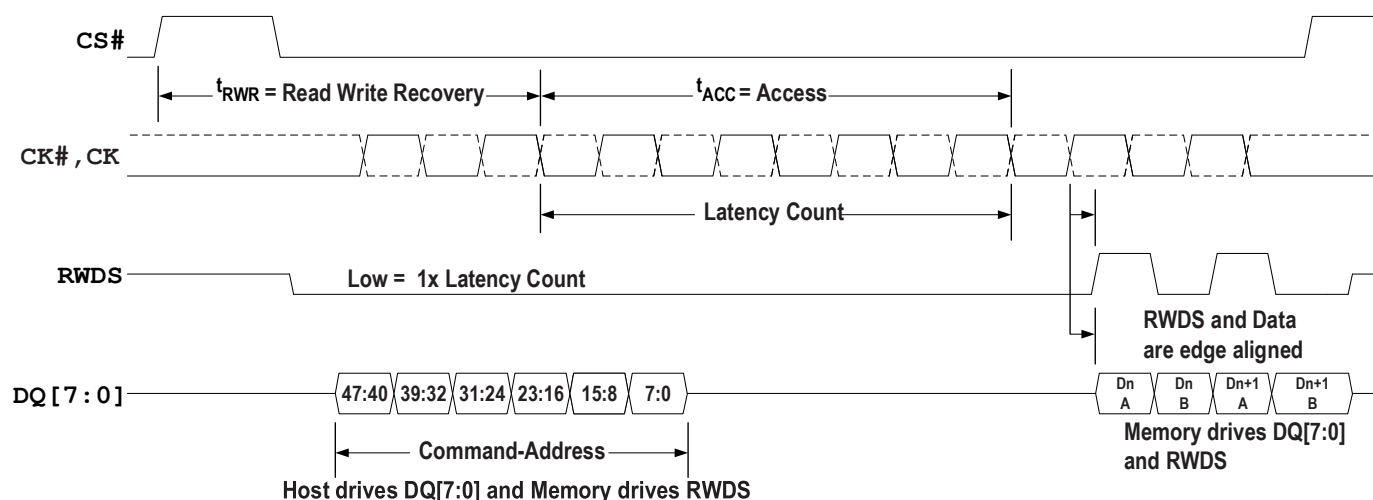 CS#
tRWR = Read Write Recovery
tACC = Access
CK#,CK
Latency Count
RWDS
Low = 1x Latency Count
RWDS and Data
are edge aligned
DQ[7:0]
47:40 39:32 31:24 23:16 15:8 7:0
Dn A
Dn B
Dn+1 A
Dn+1 B
Command-Address
Memory drives DQ[7:0]
and RWDS
Host drives DQ[7:0] and Memory drives RWDS